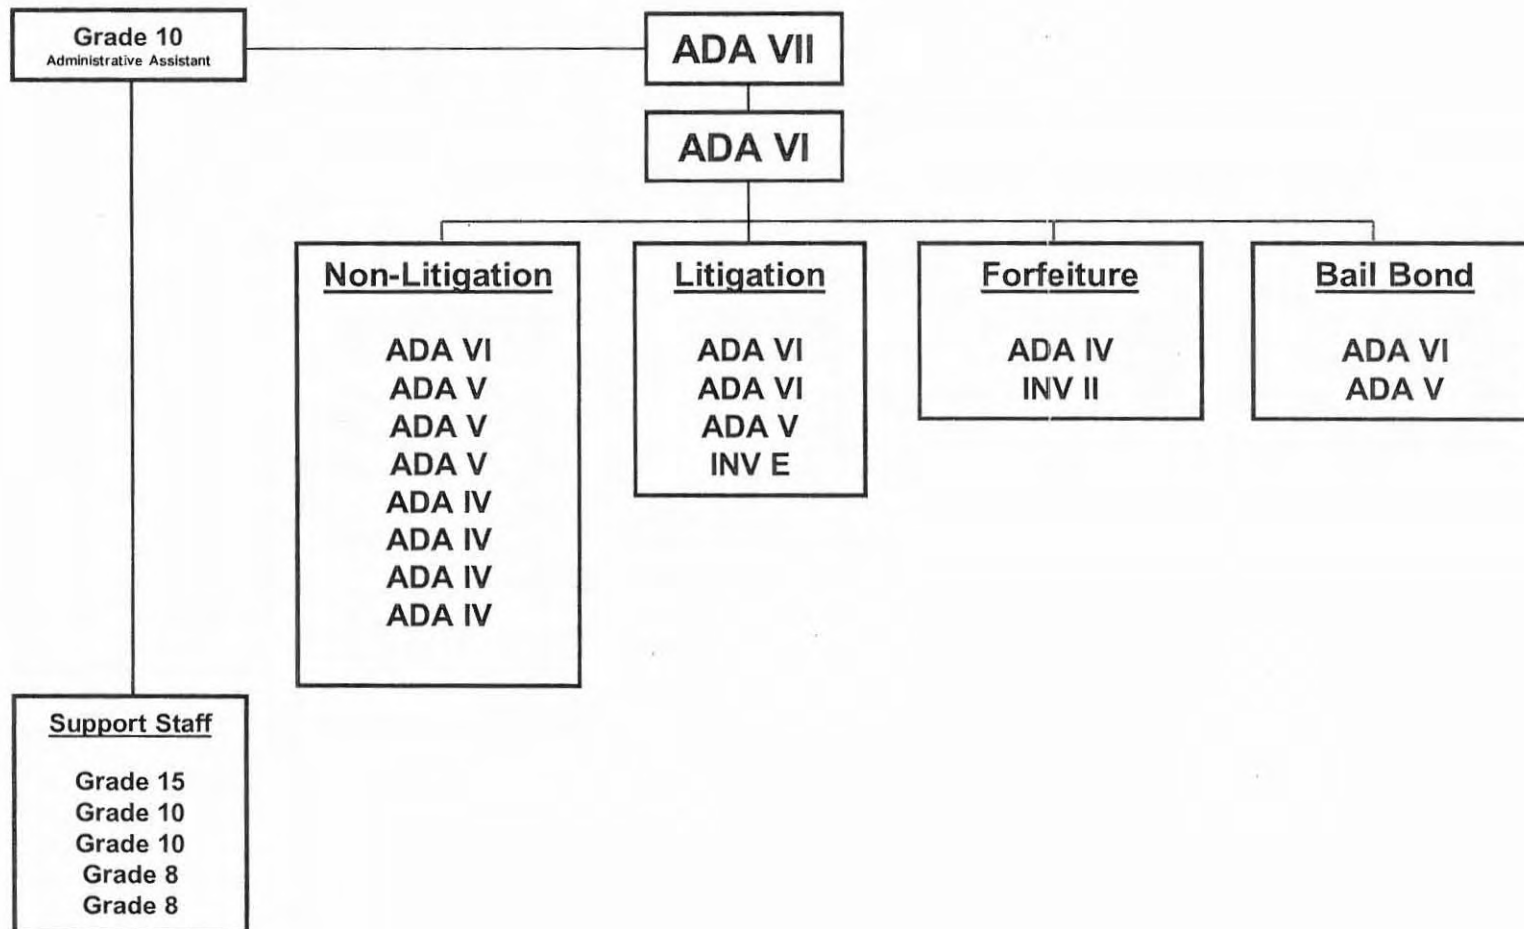 Grade 10
Administrative Assistant
ADA VII
ADA VI
Non-Litigation
ADA VI
ADA V
ADA V
ADA V
ADA IV
ADA IV
ADA IV
ADA IV
Litigation
ADA VI
ADA VI
ADA V
INV E
Forfeiture
ADA IV
INV II
Bail Bond
ADA VI
ADA V
Support Staff
Grade 15
Grade 10
Grade 10
Grade 8
Grade 8